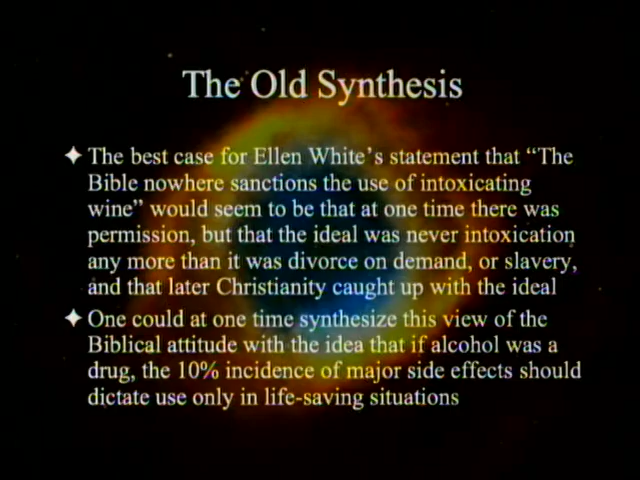 The Old Synthesis
The best case for Ellen White's statement that “The
Bible nowhere sanctions the use of intoxicating
wine” would seem to be that at one time there was
permission, but that the ideal was never intoxication
any more than it was divorce on demand, or slavery,
and that later Christianity caught up with the ideal
One could at one time synthesize this view of the
Biblical attitude with the idea that if alcohol was a
drug, the 10% incidence of major side effects should
dictate use only in life-saving situations